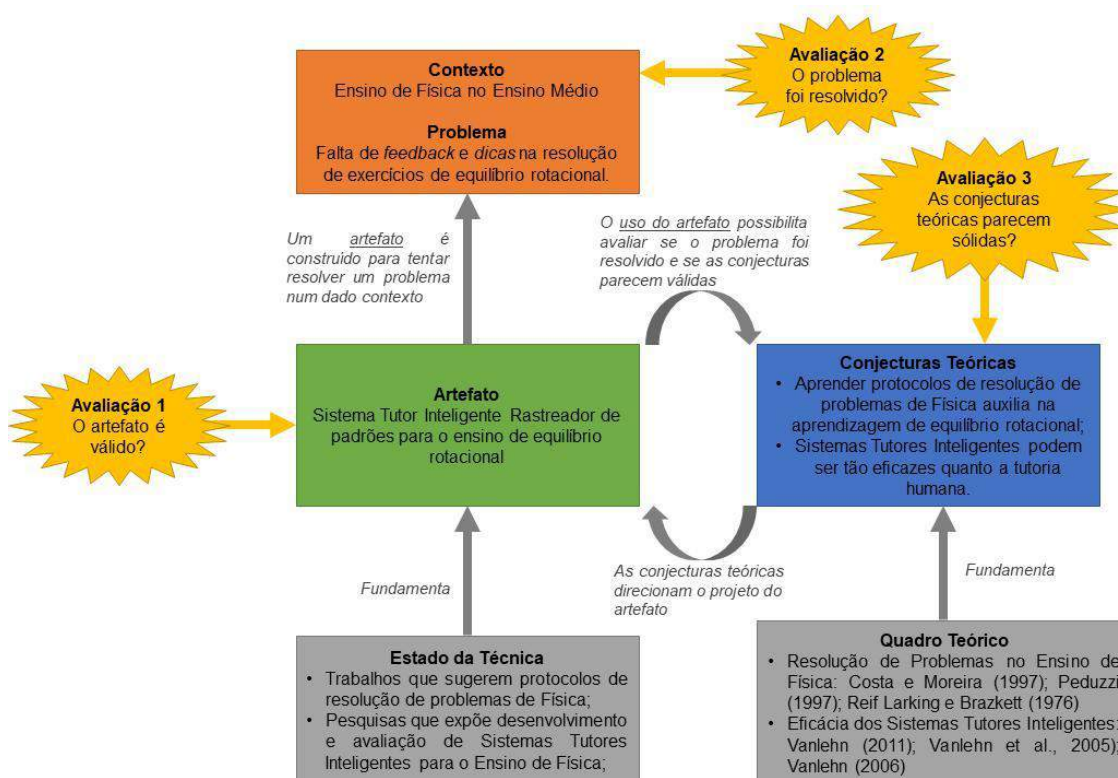 Avaliação 2
O problema
foi resolvido?
Contexto
Ensino de Física no Ensino Médio
Problema
Falta de feedback e dicas na resolução
de exercícios de equilíbrio rotacional.
Avaliação 3
As conjecturas
teóricas parecem
sólidas?
Um artefato é
construído para tentar
resolver um problema
num dado contexto
O uso do artefato possibilita
avaliar se o problema foi
resolvido e se as conjecturas
parecem válidas
Avaliação 1
O artefato é
válido?
Artefato
Sistema Tutor Inteligente Rastreador de
padrões para o ensino de equilíbrio
rotacional
Conjecturas Teóricas
• Aprender protocolos de resolução de
problemas de Física auxilia na
aprendizagem de equilíbrio rotacional;
• Sistemas Tutores Inteligentes podem
ser tão eficazes quanto a tutoria
humana.
Fundamenta
As conjecturas teóricas
direcionam o projeto do
artefato
Fundamenta
Estado da Técnica
• Trabalhos que sugerem protocolos de
resolução de problemas de Física;
• Pesquisas que expõe desenvolvimento
e avaliação de Sistemas Tutores
Inteligentes para o Ensino de Física;
Quadro Teórico
• Resolução de Problemas no Ensino de
Física: Costa e Moreira (1997); Peduzzi
(1997); Reif Larking e Brazkett (1976)
• Eficácia dos Sistemas Tutores Inteligentes:
Vanlehn (2011); Vanlehn et al., 2005);
Vanlehn (2006)